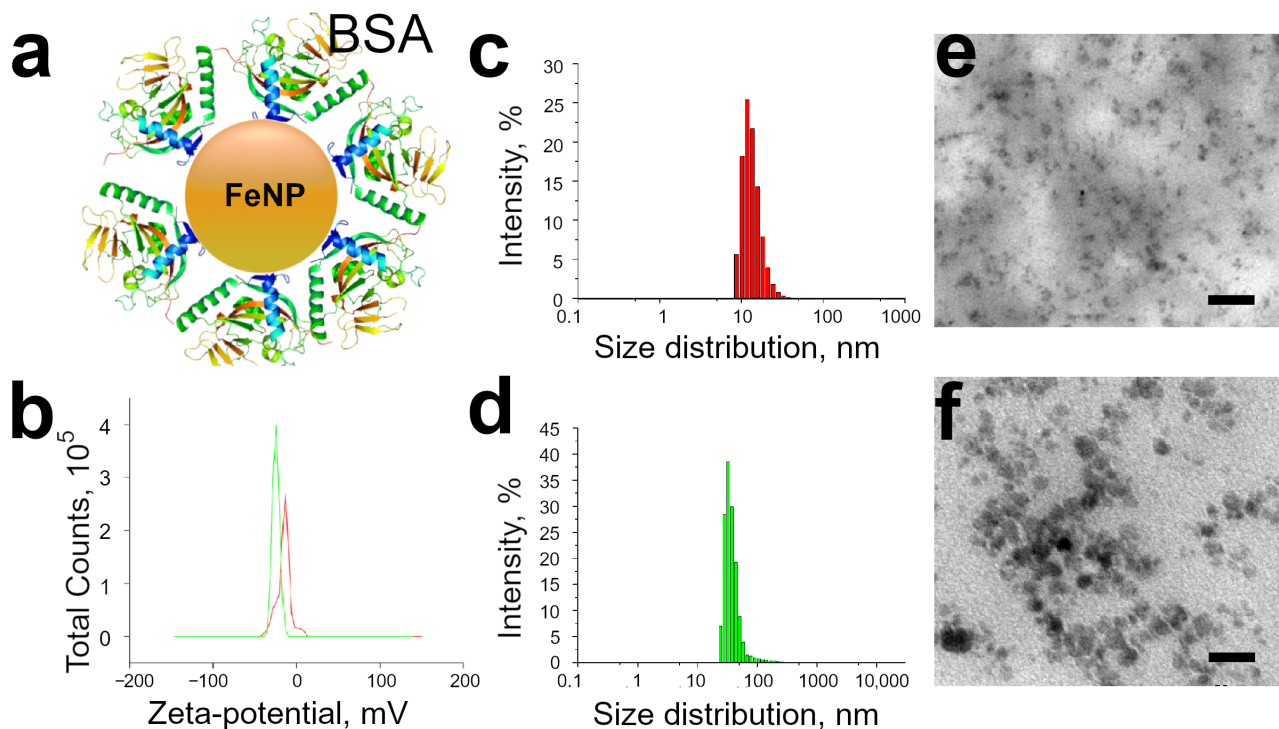 a
BSA
FeNP
b
Total Counts, 10^5
4
3
2
1
0
−200
−100
0
100
200
Zeta-potential, mV
c
Intensity, %
30
25
20
15
10
5
0
0.1
1
10
100
1000
Size distribution, nm
d
Intensity, %
45
40
35
30
25
20
15
10
5
0
0.1
0.1
10
100
1000
10,000
Size distribution, nm
e
f